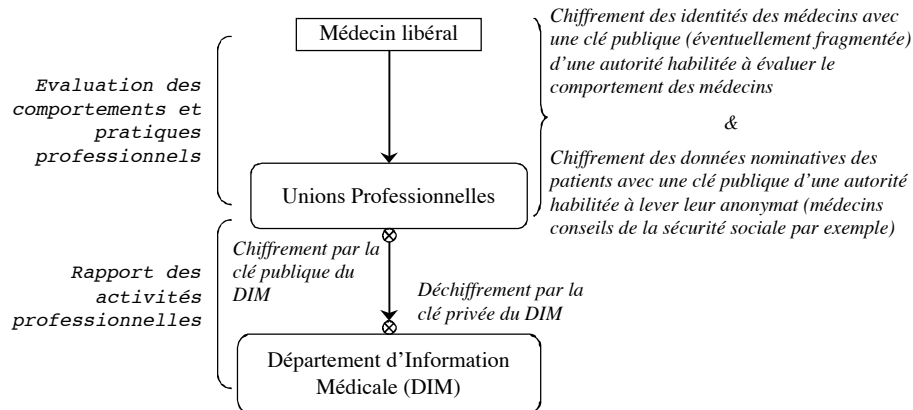 Médecin libéral
Evaluation des
comportements et
pratiques
professionnels
Chiffrement des identités des médecins avec
une clé publique (éventuellement fragmentée)
d'une autorité habilitée à évaluer le
comportement des médecins
&
Chiffrement des données nominatives des
patients avec une clé publique d'une autorité
habilitée à lever leur anonymat (médecins
conseils de la sécurité sociale par exemple)
Unions Professionnelles
Rapport des
activités
professionnelles
Chiffrement par la
clé publique du
DIM
Déchiffrement par la
clé privée du DIM
Département d'Information
Médicale (DIM)